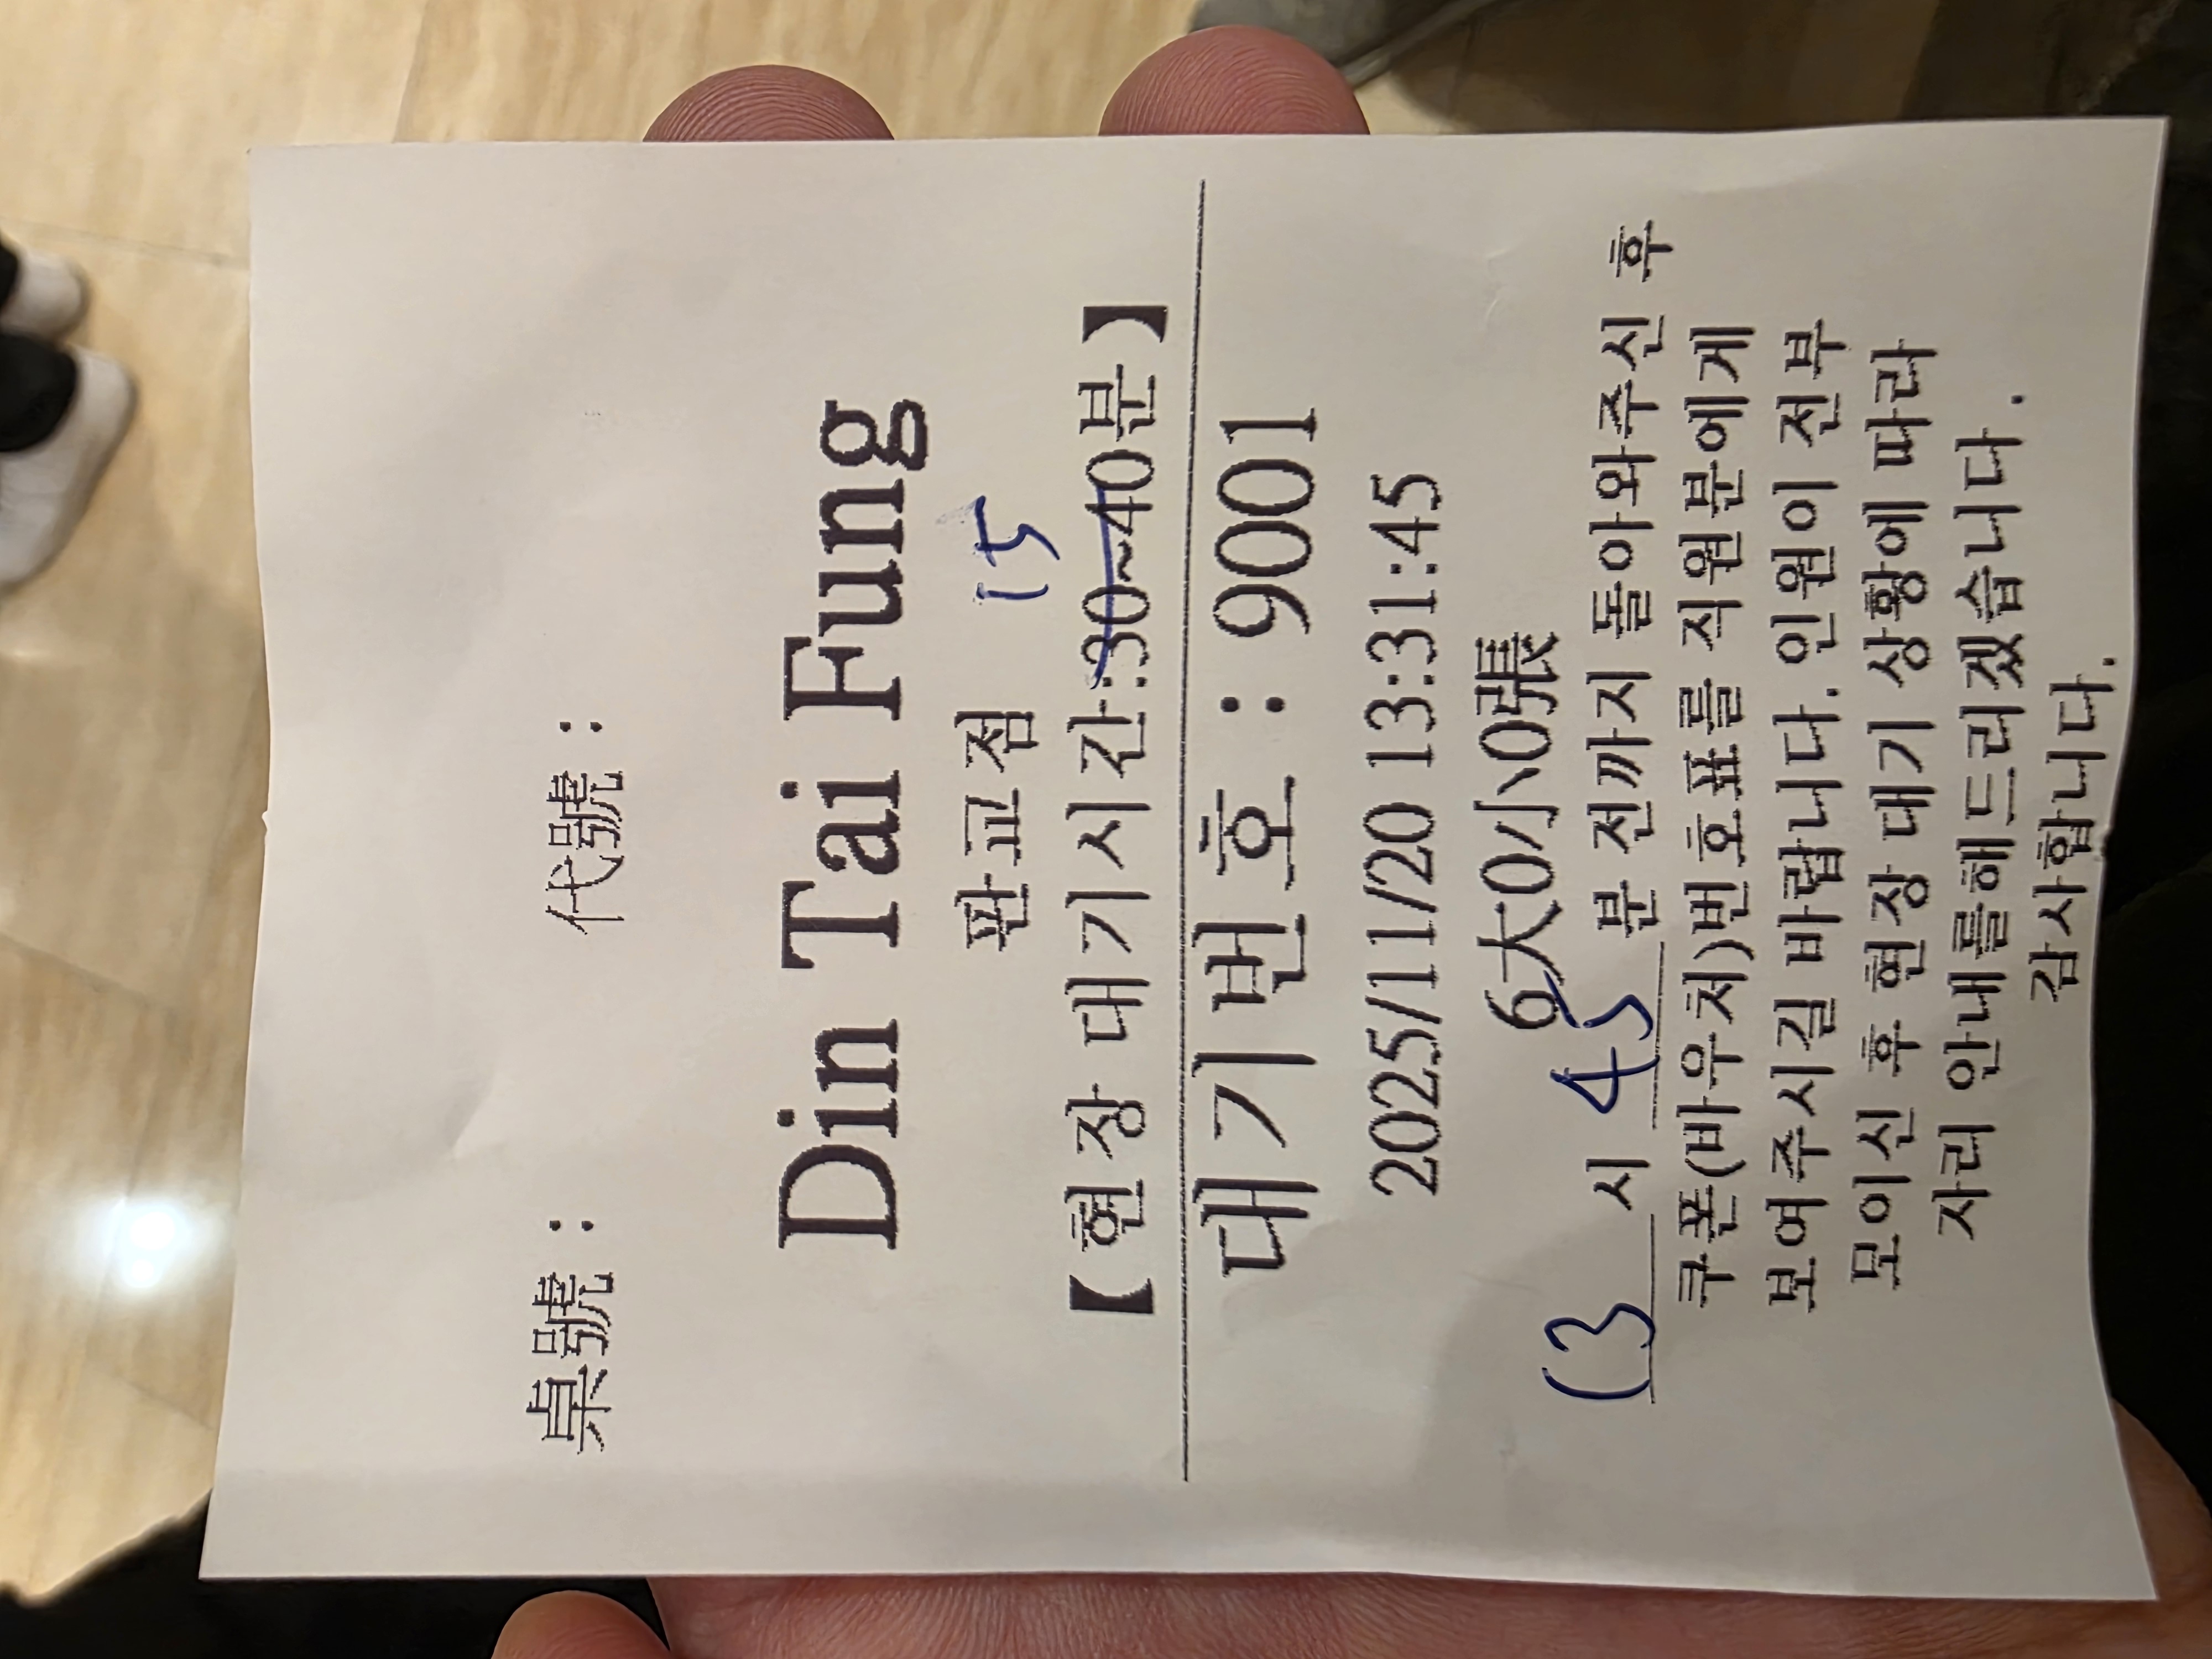 桌號： 代號：
Din Tai Fung
판교점 15
【현장 대기시간:30~40분】
대기번호 : 9001
2025/11/20 13:31:45
6大0小0張
13 시 45 분 전까지 돌아와주신 후
쿠폰(바우처)번호표를 직원분에게
보여주시길 바랍니다. 인원이 전부
모이신 후 현장 대기 상황에 따라
자리 안내를해드리겠습니다.
감사합니다.